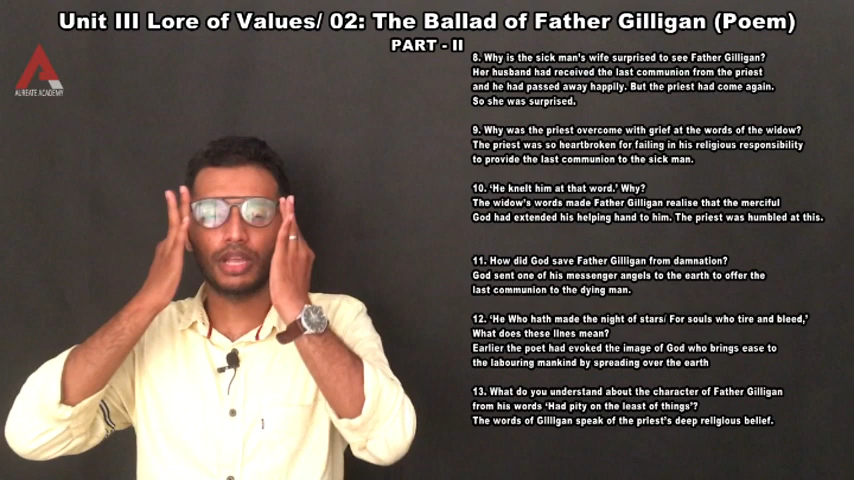 Unit III Lore of Values/ 02: The Ballad of Father Gilligan (Poem)
PART - II
AUREATE ACADEMY
8. Why is the sick man's wife surprised to see Father Gilligan?
Her husband had received the last communion from the priest
and he had passed away happily. But the priest had come again.
So she was surprised.
9. Why was the priest overcome with grief at the words of the widow?
The priest was so heartbroken for failing in his religious responsibility
to provide the last communion to the sick man.
10. 'He knelt him at that word.' Why?
The widow's words made Father Gilligan realise that the merciful
God had extended his helping hand to him. The priest was humbled at this.
11. How did God save Father Gilligan from damnation?
God sent one of his messenger angels to the earth to offer the
last communion to the dying man.
12. 'He Who hath made the night of stars/ For souls who tire and bleed,'
What does these lines mean?
Earlier the poet had evoked the image of God who brings ease to
the labouring mankind by spreading over the earth
13. What do you understand about the character of Father Gilligan
from his words 'Had pity on the least of things'?
The words of Gilligan speak of the priest's deep religious belief.